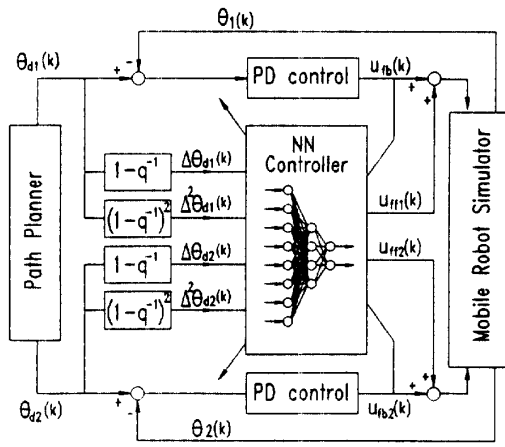 θ₁(k)
θd1(k)
+
-
PD control
ufb(k)
+
+
Path Planner
1-q⁻¹
Δθd1(k)
(1-q⁻¹)²
Δ²θd1(k)
1-q⁻¹
Δθd2(k)
(1-q⁻¹)²
Δ²θd2(k)
NN
Controller
uff1(k)
uff2(k)
Mobile Robot Simulator
θd2(k)
+
-
PD control
ufb2(k)
+
+
θ₂(k)